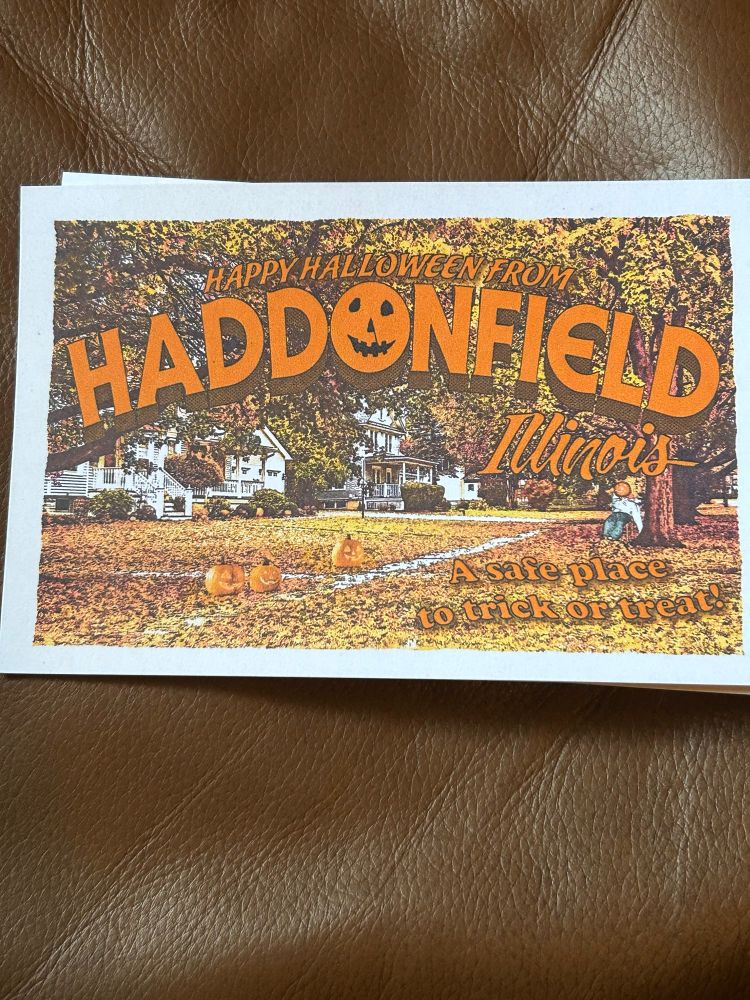 HAPPY HALLOWEEN FROM
HADDONFIELD
Illinois
A safe place
to trick or treat!